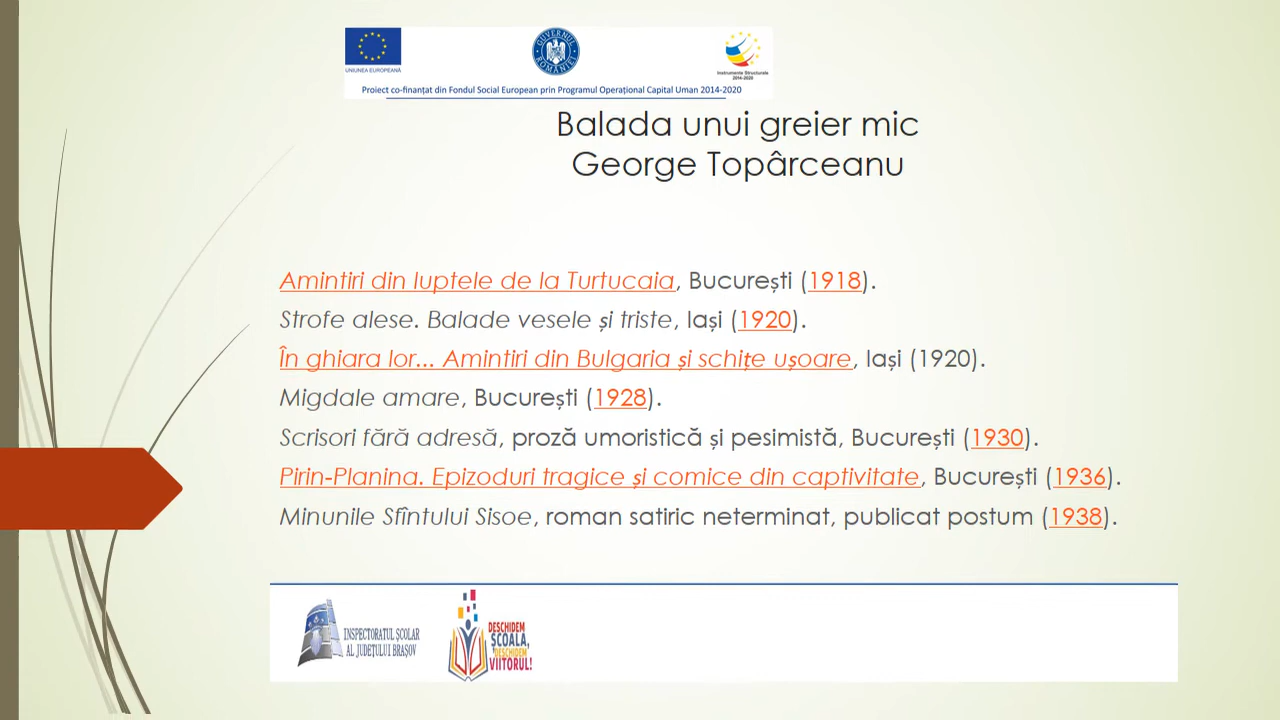 UNIUNEA EUROPEANĂ
GUVERNUL ROMÂNIEI
Instrumente Structurale
2014-2020
Proiect co-finanțat din Fondul Social European prin Programul Operațional Capital Uman 2014-2020
Balada unui greier mic
George Topârceanu
Amintiri din luptele de la Turtucaia, București (1918).
Strofe alese. Balade vesele și triste, Iași (1920).
În ghiara lor... Amintiri din Bulgaria și schițe ușoare, Iași (1920).
Migdale amare, București (1928).
Scrisori fără adresă, proză umoristică și pesimistă, București (1930).
Pirin-Planina. Epizoduri tragice și comice din captivitate, București (1936).
Minunile Sfîntului Sisoe, roman satiric neterminat, publicat postum (1938).
INSPECTORATUL ȘCOLAR
AL JUDEȚULUI BRAȘOV
DESCHIDEM
ȘCOALA,
DESCHIDEM
VIITORUL!